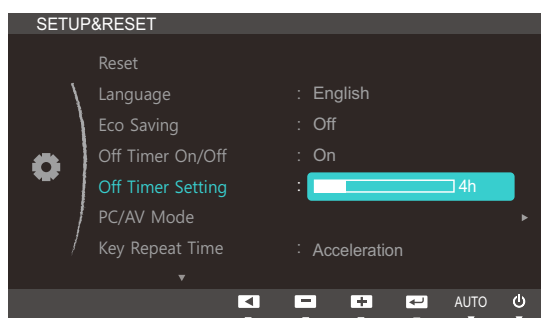 SETUP&RESET
Reset
Language : English
Eco Saving : Off
Off Timer On/Off : On
Off Timer Setting : 4h
PC/AV Mode
Key Repeat Time : Acceleration
AUTO